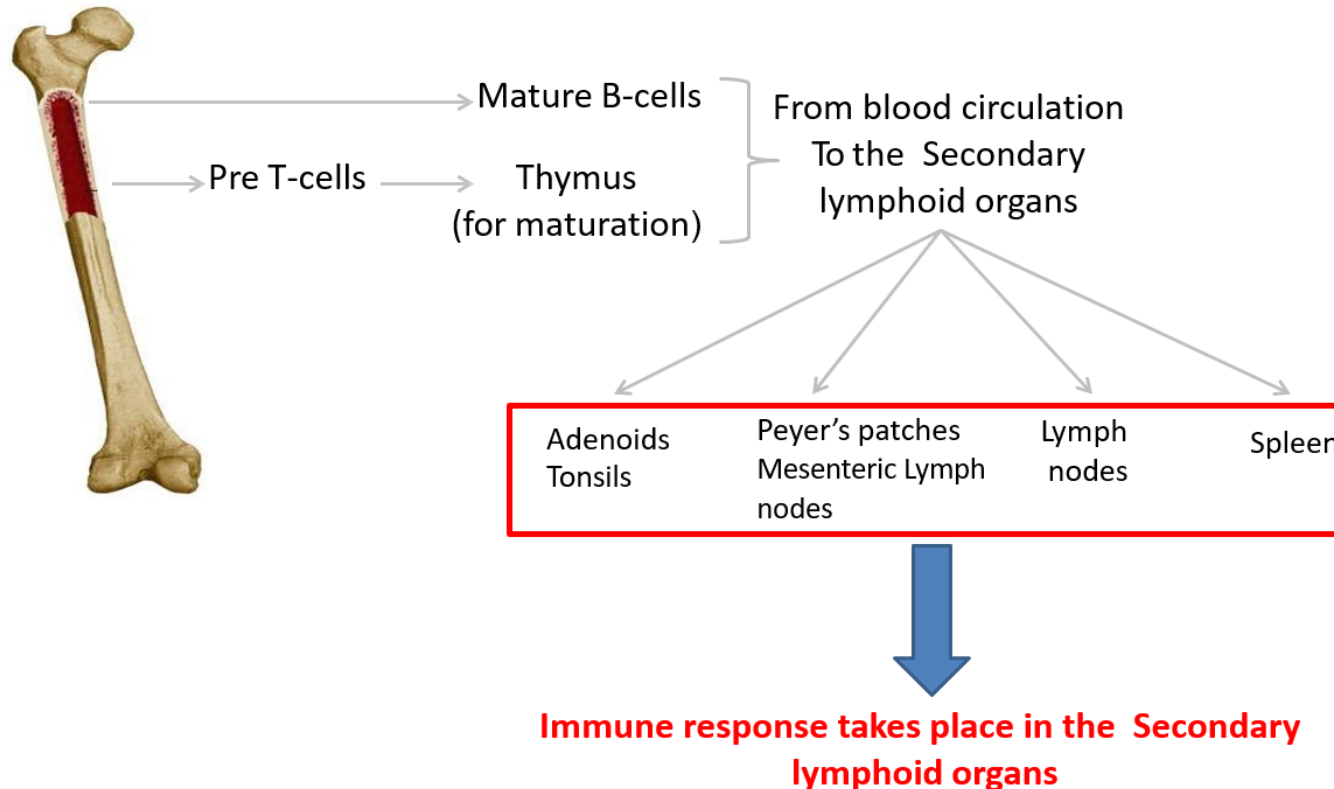 Mature B-cells
Pre T-cells
Thymus
(for maturation)
From blood circulation
To the Secondary
lymphoid organs
Adenoids
Tonsils
Peyer's patches
Mesenteric Lymph
nodes
Lymph
nodes
Spleen
Immune response takes place in the Secondary
lymphoid organs